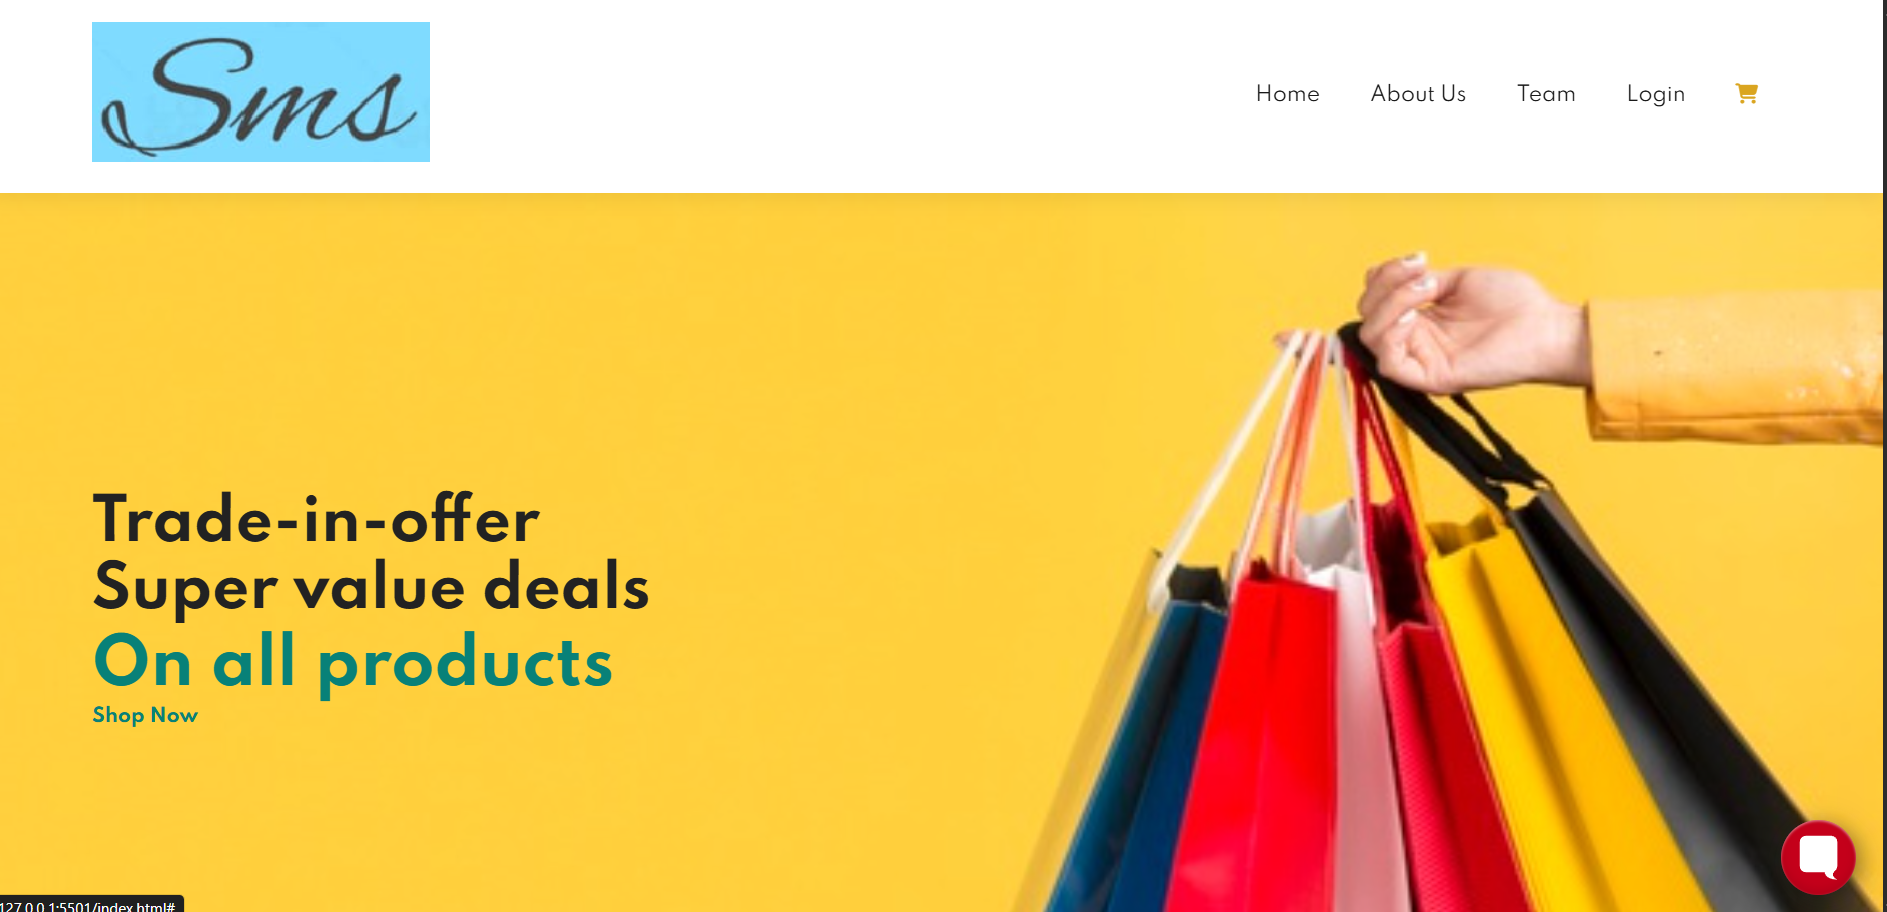 Sms
Home About Us Team Login
Trade-in-offer
Super value deals
On all products
Shop Now
127.0.0.1:5501/index.html#